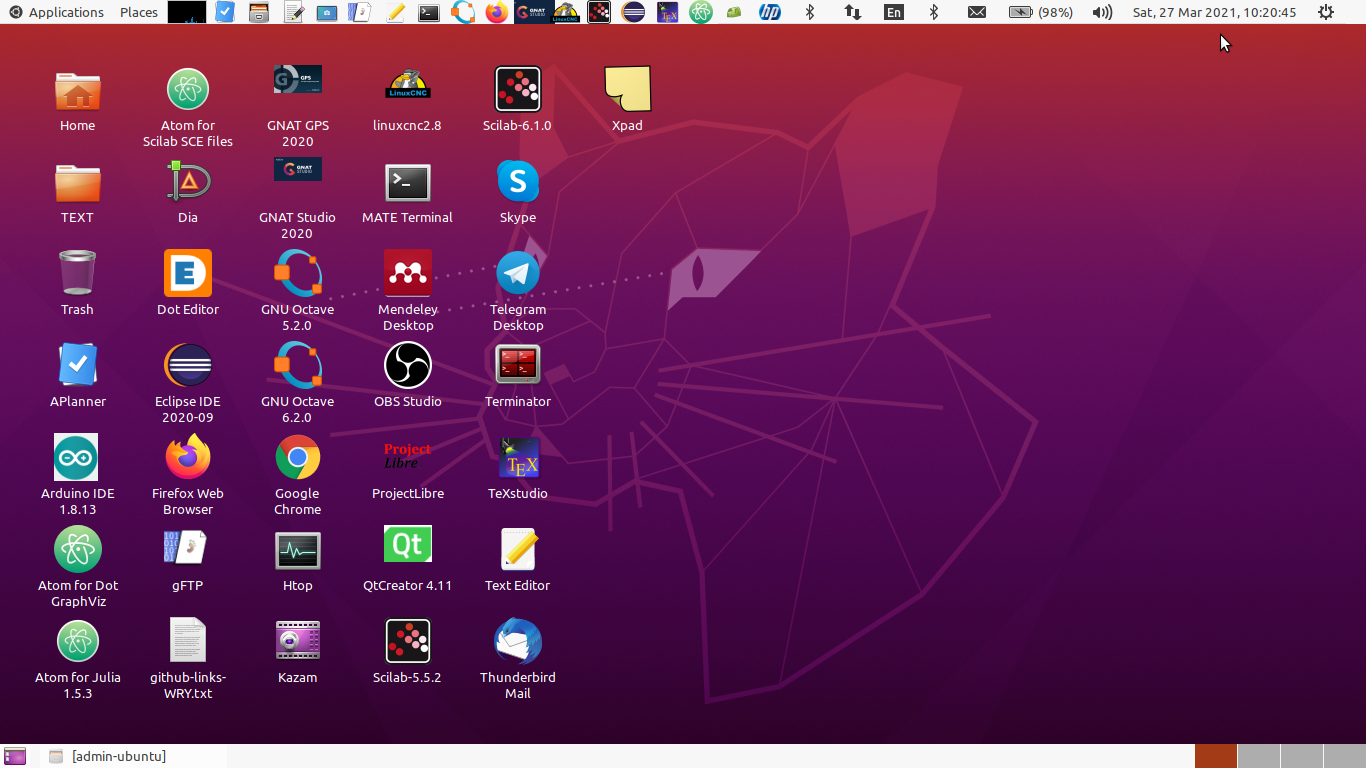 Applications Places En (98%) Sat, 27 Mar 2021, 10:20:45
Home
Atom for
Scilab SCE files
GNAT GPS
2020
linuxcnc2.8
Scilab-6.1.0
Xpad
TEXT
Dia
GNAT Studio
2020
MATE Terminal
Skype
Trash
Dot Editor
GNU Octave
5.2.0
Mendeley
Desktop
Telegram
Desktop
APlanner
Eclipse IDE
2020-09
GNU Octave
6.2.0
OBS Studio
Terminator
Arduino IDE
1.8.13
Firefox Web
Browser
Google
Chrome
Project
Libre
ProjectLibre
TeXstudio
Atom for Dot
GraphViz
gFTP
Htop
Qt
QtCreator 4.11
Text Editor
Atom for Julia
1.5.3
github-links-
WRY.txt
Kazam
Scilab-5.5.2
Thunderbird
Mail
[admin-ubuntu]